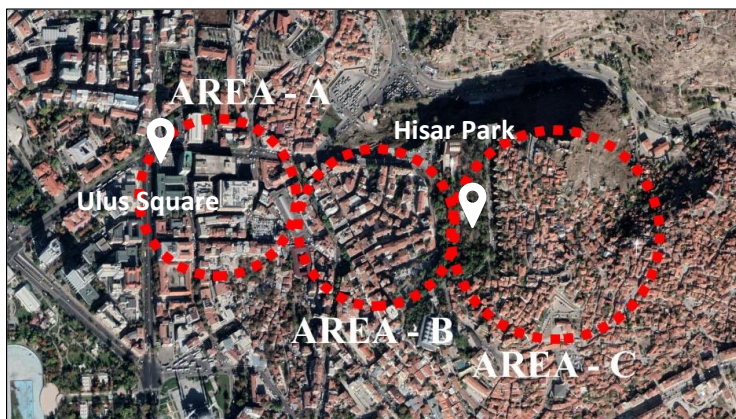 AREA - A
Hisar Park
Ulus Square
AREA - B
AREA - C